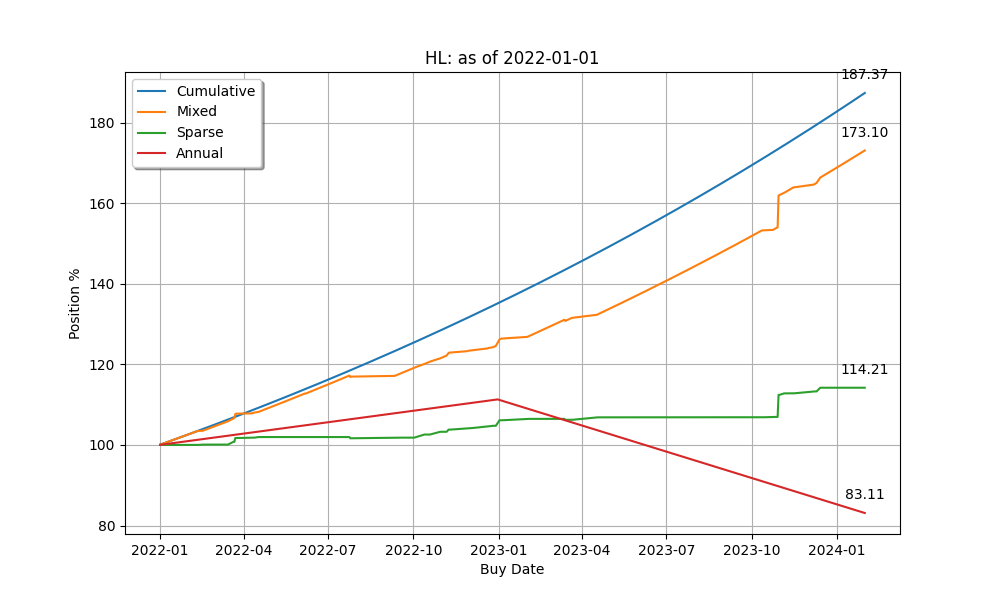 HL: as of 2022-01-01
187.37
Cumulative
Mixed
Sparse
Annual
173.10
114.21
83.11
Position %
180
160
140
120
100
80
2022-01 2022-04 2022-07 2022-10 2023-01 2023-04 2023-07 2023-10 2024-01
Buy Date